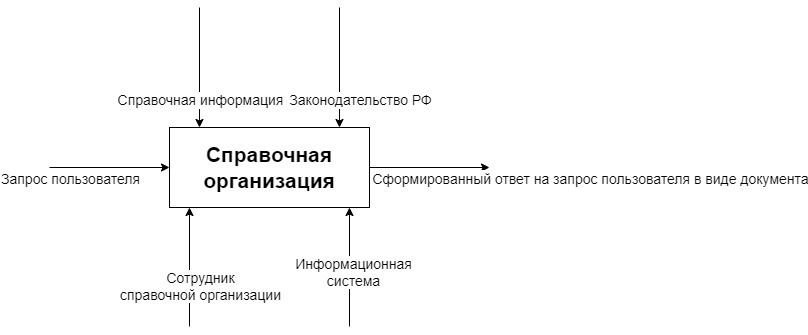 Справочная информация
Законодательство РФ
Справочная
организация
Запрос пользователя
Сформированный ответ на запрос пользователя в виде документа
Сотрудник
справочной организации
Информационная
система